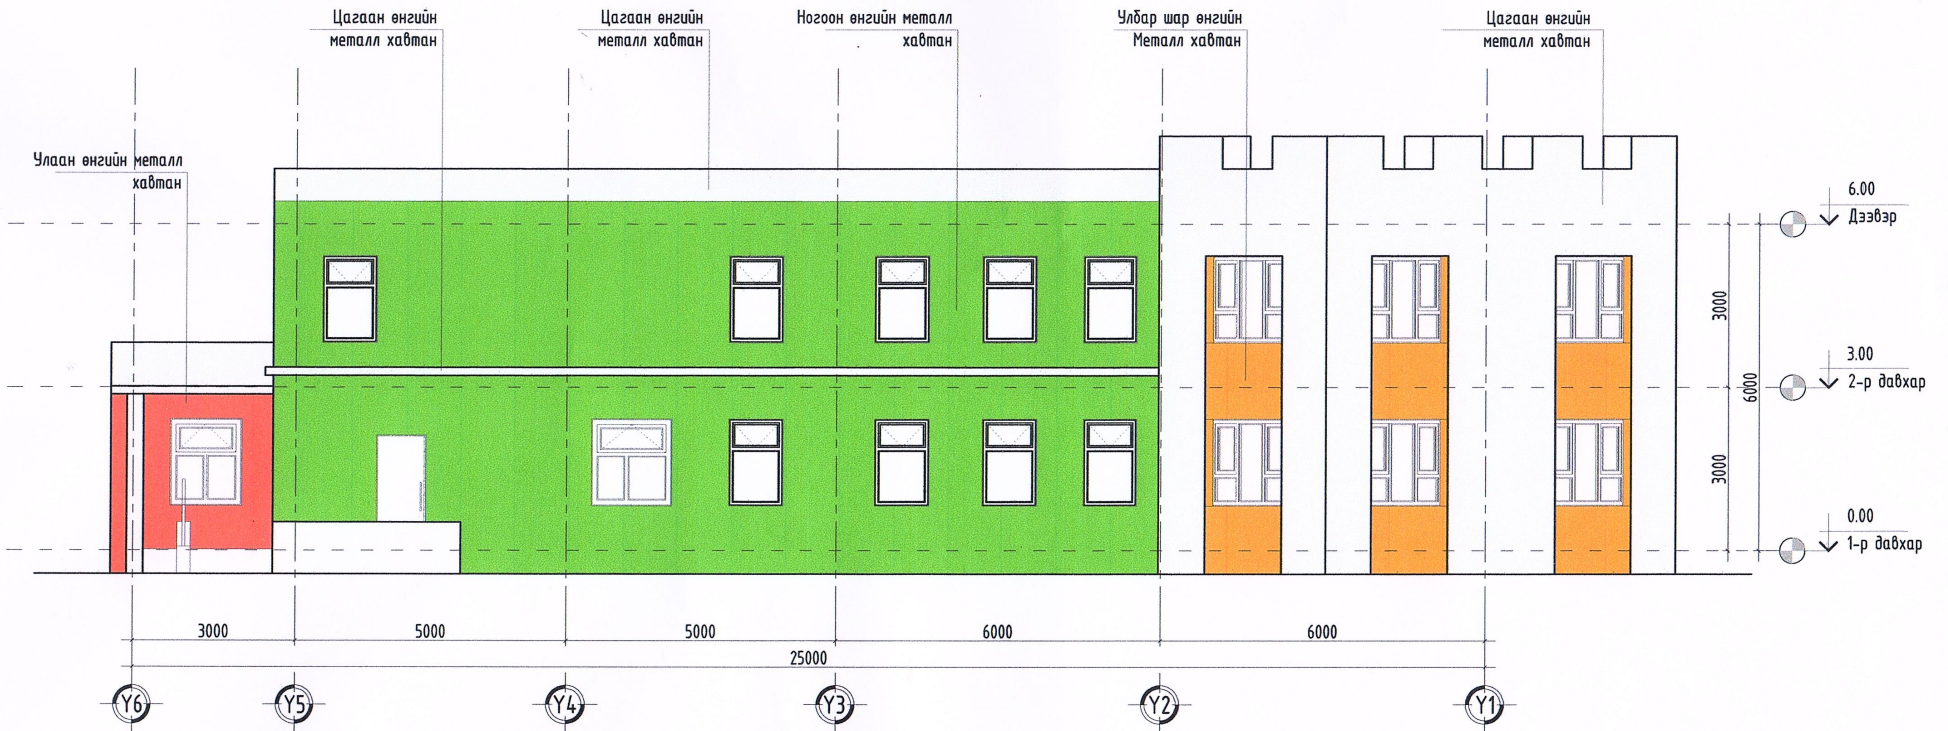 Цагаан өнгийн
металл хавтан
Цагаан өнгийн
металл хавтан
Ногоон өнгийн металл
хавтан
Улбар шар өнгийн
Металл хавтан
Цагаан өнгийн
металл хавтан
Улаан өнгийн металл
хавтан
6.00
Дээвэр
3000
3.00
2-р давхар
6000
3000
0.00
1-р давхар
3000
5000
5000
6000
6000
25000
Y6
Y5
Y4
Y3
Y2
Y1